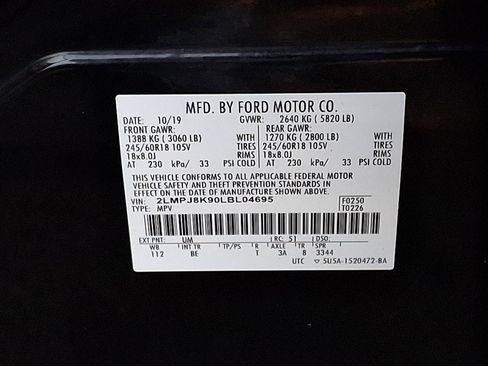 MFD. BY FORD MOTOR CO.
10/19 GVWR: 2640 KG ( 5820 LB)
FRONT GAWR: REAR GAWR:
1388 KG ( 3060 LB) 1270 KG ( 2800 LB)
245/60R18 105V TIRES 245/60R18 105V TIRES
18x8.0J RIMS 18x8.0J RIMS
AT 230 kPa/ 33 PSI COLD AT 230 kPa/ 33 PSI COLD
THIS VEHICLE CONFORMS TO ALL APPLICABLE FEDERAL MOTOR
VEHICLE SAFETY AND THEFT PREVENTION STANDARDS IN
EFFECT ON THE DATE OF MANUFACTURE SHOWN ABOVE.
VIN: 2LMPJ8K90LBL04695 F0250
TYPE: MPV T0226
EXT PNT: UM RC: 51 DSO:
WB INT TR TP/PS R AXLE TR SPR
112 BE T 3A 8 3344
UTC ▽ 5U5A-1520472-BA